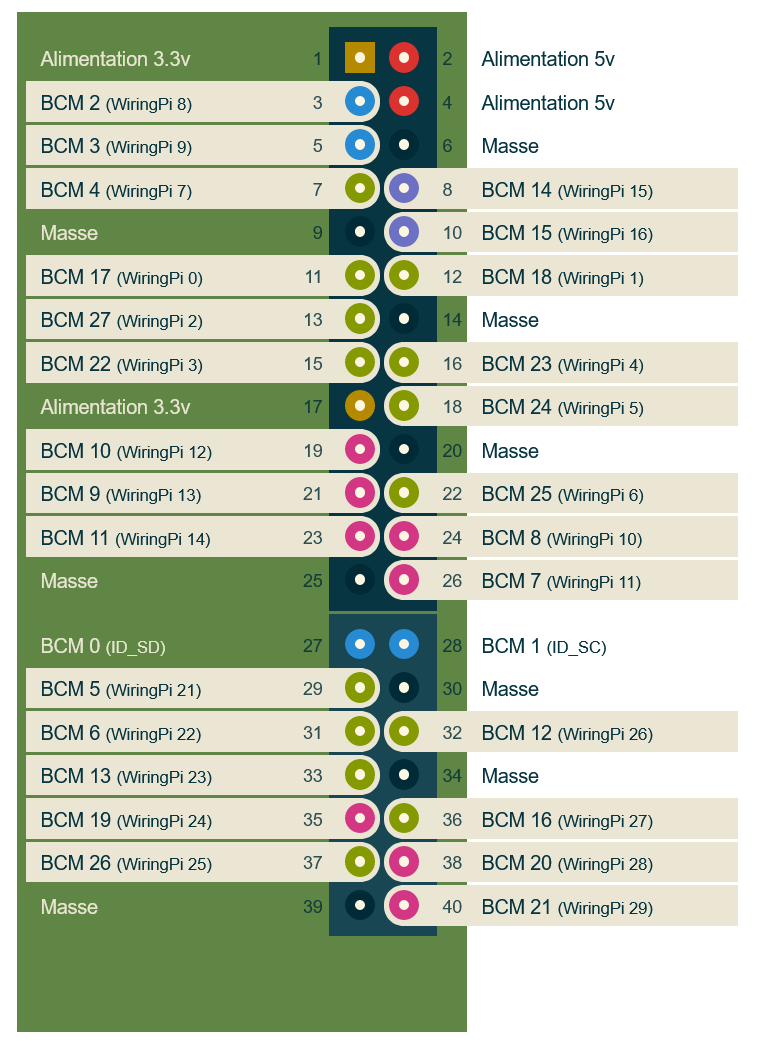 Alimentation 3.3v 1 2 Alimentation 5v
BCM 2 (WiringPi 8) 3 4 Alimentation 5v
BCM 3 (WiringPi 9) 5 6 Masse
BCM 4 (WiringPi 7) 7 8 BCM 14 (WiringPi 15)
Masse 9 10 BCM 15 (WiringPi 16)
BCM 17 (WiringPi 0) 11 12 BCM 18 (WiringPi 1)
BCM 27 (WiringPi 2) 13 14 Masse
BCM 22 (WiringPi 3) 15 16 BCM 23 (WiringPi 4)
Alimentation 3.3v 17 18 BCM 24 (WiringPi 5)
BCM 10 (WiringPi 12) 19 20 Masse
BCM 9 (WiringPi 13) 21 22 BCM 25 (WiringPi 6)
BCM 11 (WiringPi 14) 23 24 BCM 8 (WiringPi 10)
Masse 25 26 BCM 7 (WiringPi 11)
BCM 0 (ID_SD) 27 28 BCM 1 (ID_SC)
BCM 5 (WiringPi 21) 29 30 Masse
BCM 6 (WiringPi 22) 31 32 BCM 12 (WiringPi 26)
BCM 13 (WiringPi 23) 33 34 Masse
BCM 19 (WiringPi 24) 35 36 BCM 16 (WiringPi 27)
BCM 26 (WiringPi 25) 37 38 BCM 20 (WiringPi 28)
Masse 39 40 BCM 21 (WiringPi 29)